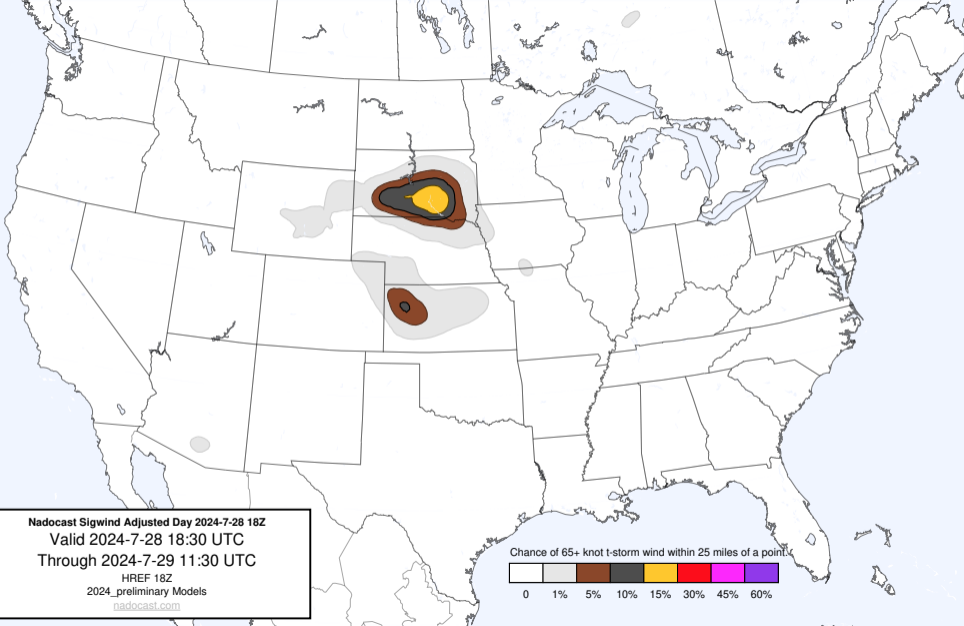 Nadocast Sigwind Adjusted Day 2024-7-28 18Z
Valid 2024-7-28 18:30 UTC
Through 2024-7-29 11:30 UTC
HREF 18Z
2024_preliminary Models
nadocast.com
Chance of 65+ knot t-storm wind within 25 miles of a point.
0 1% 5% 10% 15% 30% 45% 60%